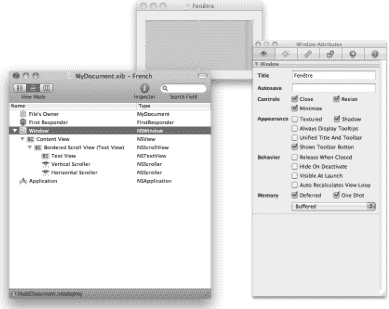 Fenêtre
MyDocument.xib - French
View Mode
Inspector
Search Field
Name Type
File's Owner MyDocument
First Responder FirstResponder
Window NSWindow
Content View NSView
Bordered Scroll View (Text View) NSScrollView
Text View NSTextView
Vertical Scroller NSScroller
Horizontal Scroller NSScroller
Application NSApplication
MyDocument.xcodeproj
Window Attributes
Window
Title Fenêtre
Autosave
Controls Close Resize
Minimize
Appearance Textured Shadow
Always Display Tooltips
Unified Title And Toolbar
Shows Toolbar Button
Behavior Release When Closed
Hide On Deactivate
Visible At Launch
Auto Recalculates View Loop
Memory Deferred One Shot
Buffered